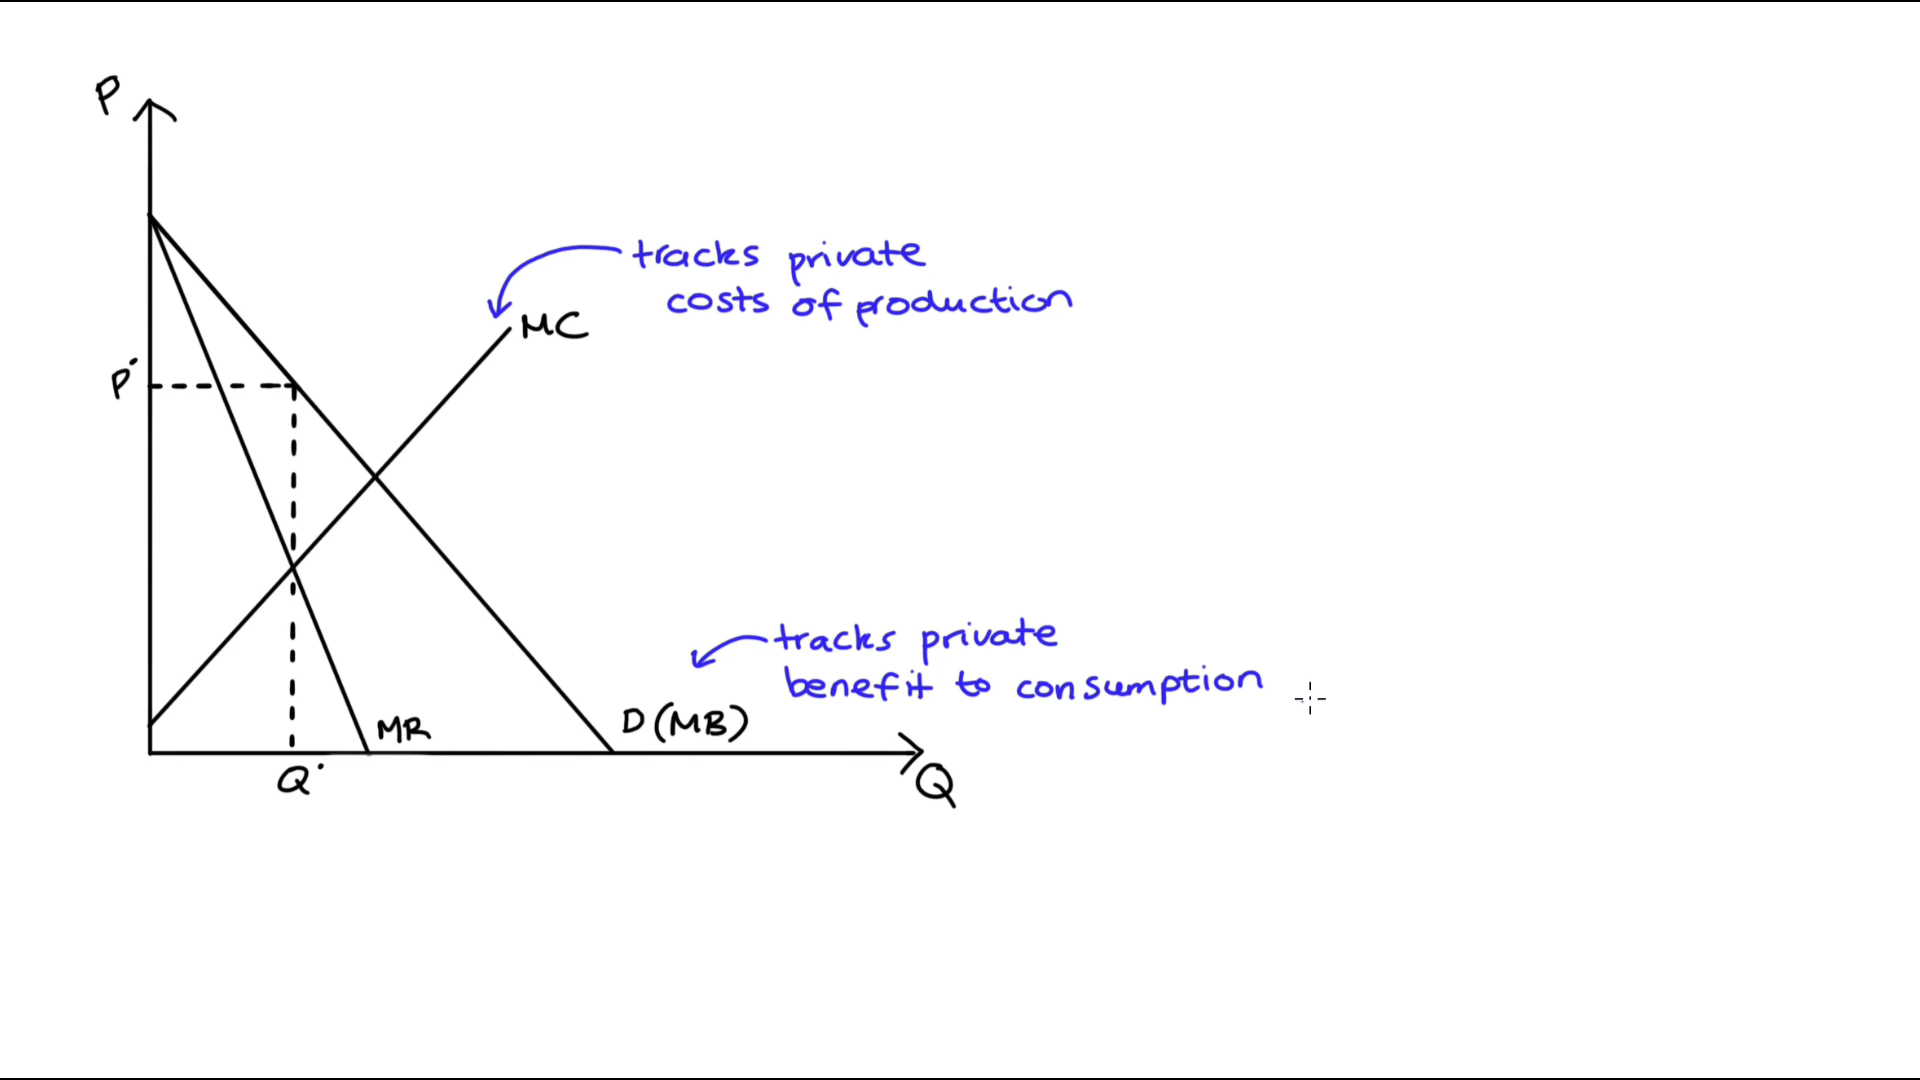 P
tracks private
costs of production
MC
P*
tracks private
benefit to consumption
D (MB)
MR
Q*
Q